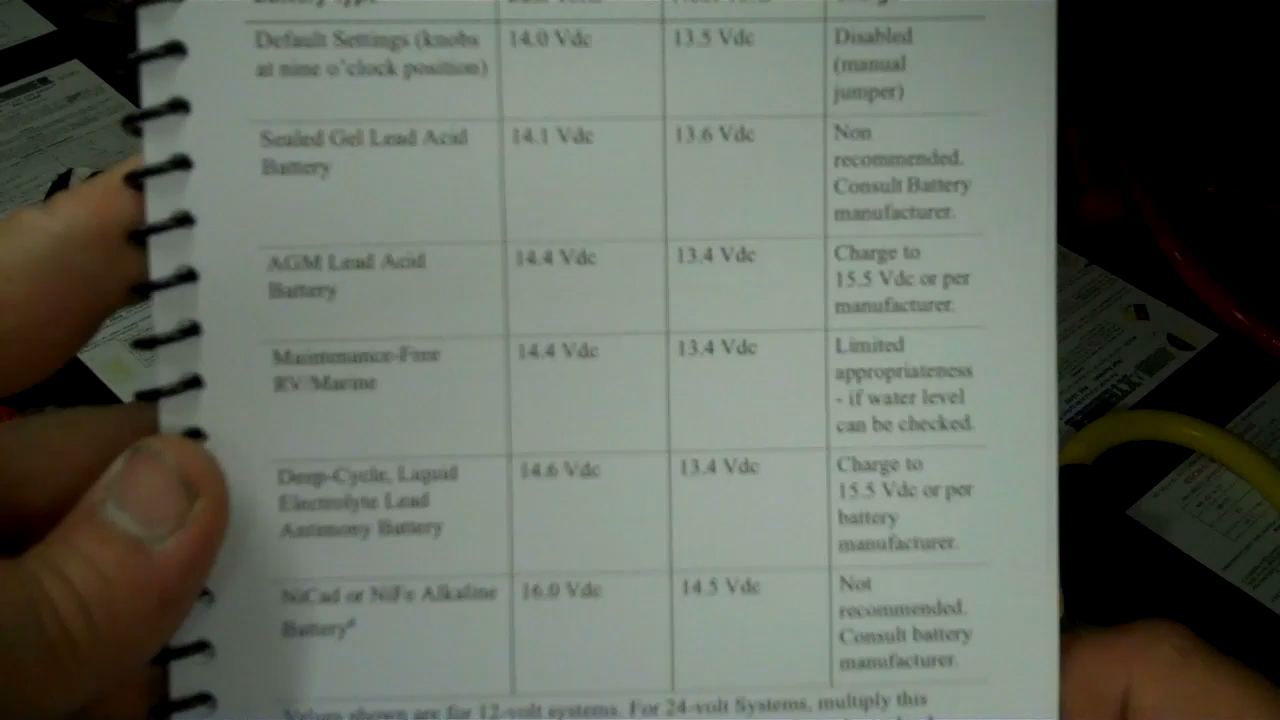 Battery Type
Default Settings (knobs
at nine o'clock position)
14.0 Vdc
13.5 Vdc
Disabled
(manual
jumper)
Sealed Gel Lead Acid
Battery
14.1 Vdc
13.6 Vdc
Non
recommended.
Consult Battery
manufacturer.
AGM Lead Acid
Battery
14.4 Vdc
13.4 Vdc
Charge to
15.5 Vdc or per
manufacturer.
Maintenance-Free
RV/Marine
14.4 Vdc
13.4 Vdc
Limited
appropriateness
- if water level
can be checked.
Deep-Cycle, Liquid
Electrolyte Lead
Antimony Battery
14.6 Vdc
13.4 Vdc
Charge to
15.5 Vdc or per
battery
manufacturer.
NiCad or NiFe Alkaline
Battery
16.0 Vdc
14.5 Vdc
Not
recommended.
Consult battery
manufacturer.
Values shown are for 12-volt systems. For 24-volt Systems, multiply this